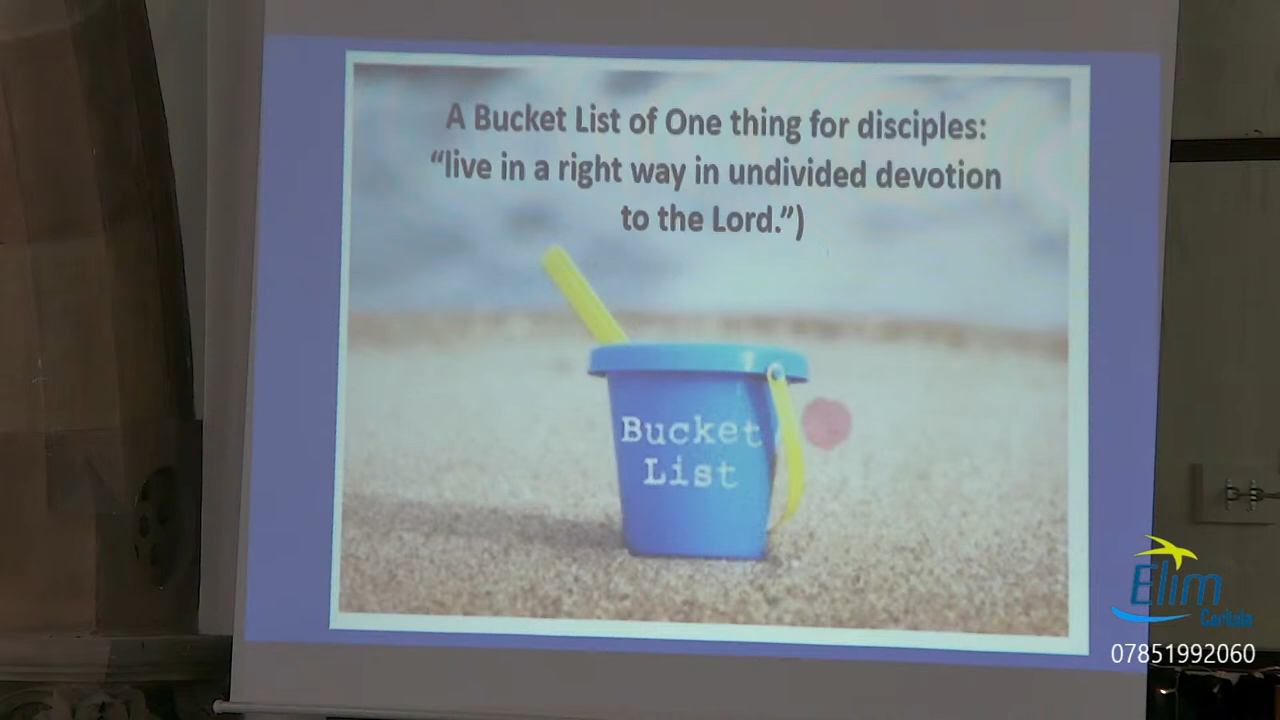 A Bucket List of One thing for disciples:
“live in a right way in undivided devotion
to the Lord.”)
Bucket
List
Elim
Carlisle
07851992060